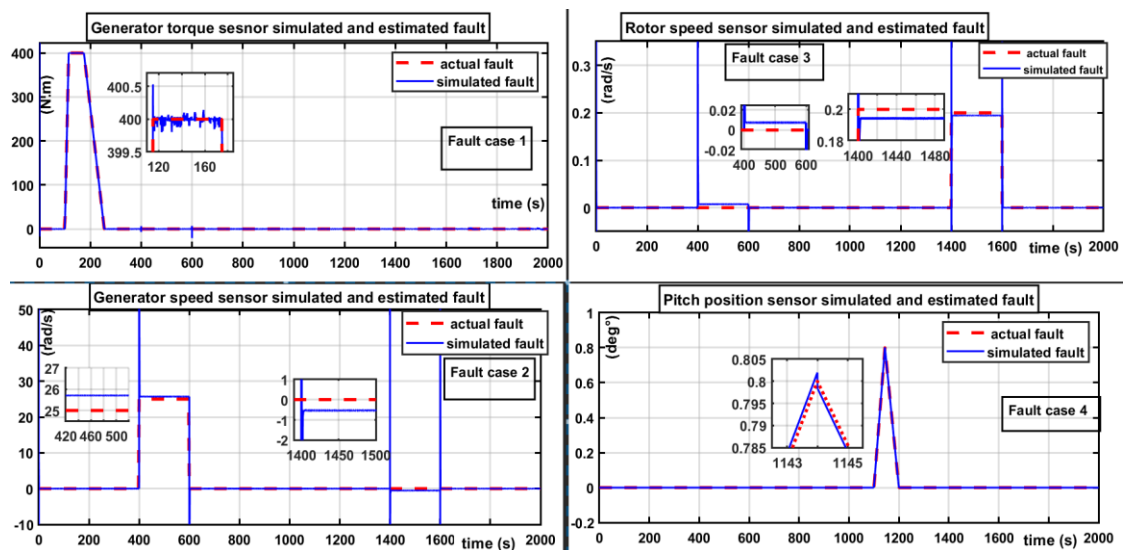 Generator torque sesnor simulated and estimated fault
(N.m)
400
300
200
100
0
actual fault
simulated fault
400.5
400
399.5
120 160
Fault case 1
time (s)
0 200 400 600 800 1000 1200 1400 1600 1800 2000
Rotor speed sensor simulated and estimated fault
(rad/s)
0.3
0.2
0.1
0
Fault case 3
actual fault
simulated fault
0.02
0
-0.02
400 500 600
0.2
0.18
1400 1440 1480
0 200 400 600 800 1000 1200 1400 1600 2000
time (s)
Generator speed sensor simulated and estimated fault
(rad/s)
50
40
30
20
10
0
-10
actual fault
simulated fault
Fault case 2
27
26
25
420 460 500
1
0
-1
-2
1400 1450 1500
0 200 400 600 800 1000 1200 1400 1600 2000
time (s)
Pitch position sensor simulated and estimated fault
(deg°)
1
0.8
0.6
0.4
0.2
0
-0.2
actual fault
simulated fault
Fault case 4
0.805
0.8
0.795
0.79
0.785
1143 1145
0 200 400 600 800 1000 1200 1400 1600 1800 2000
time (s)